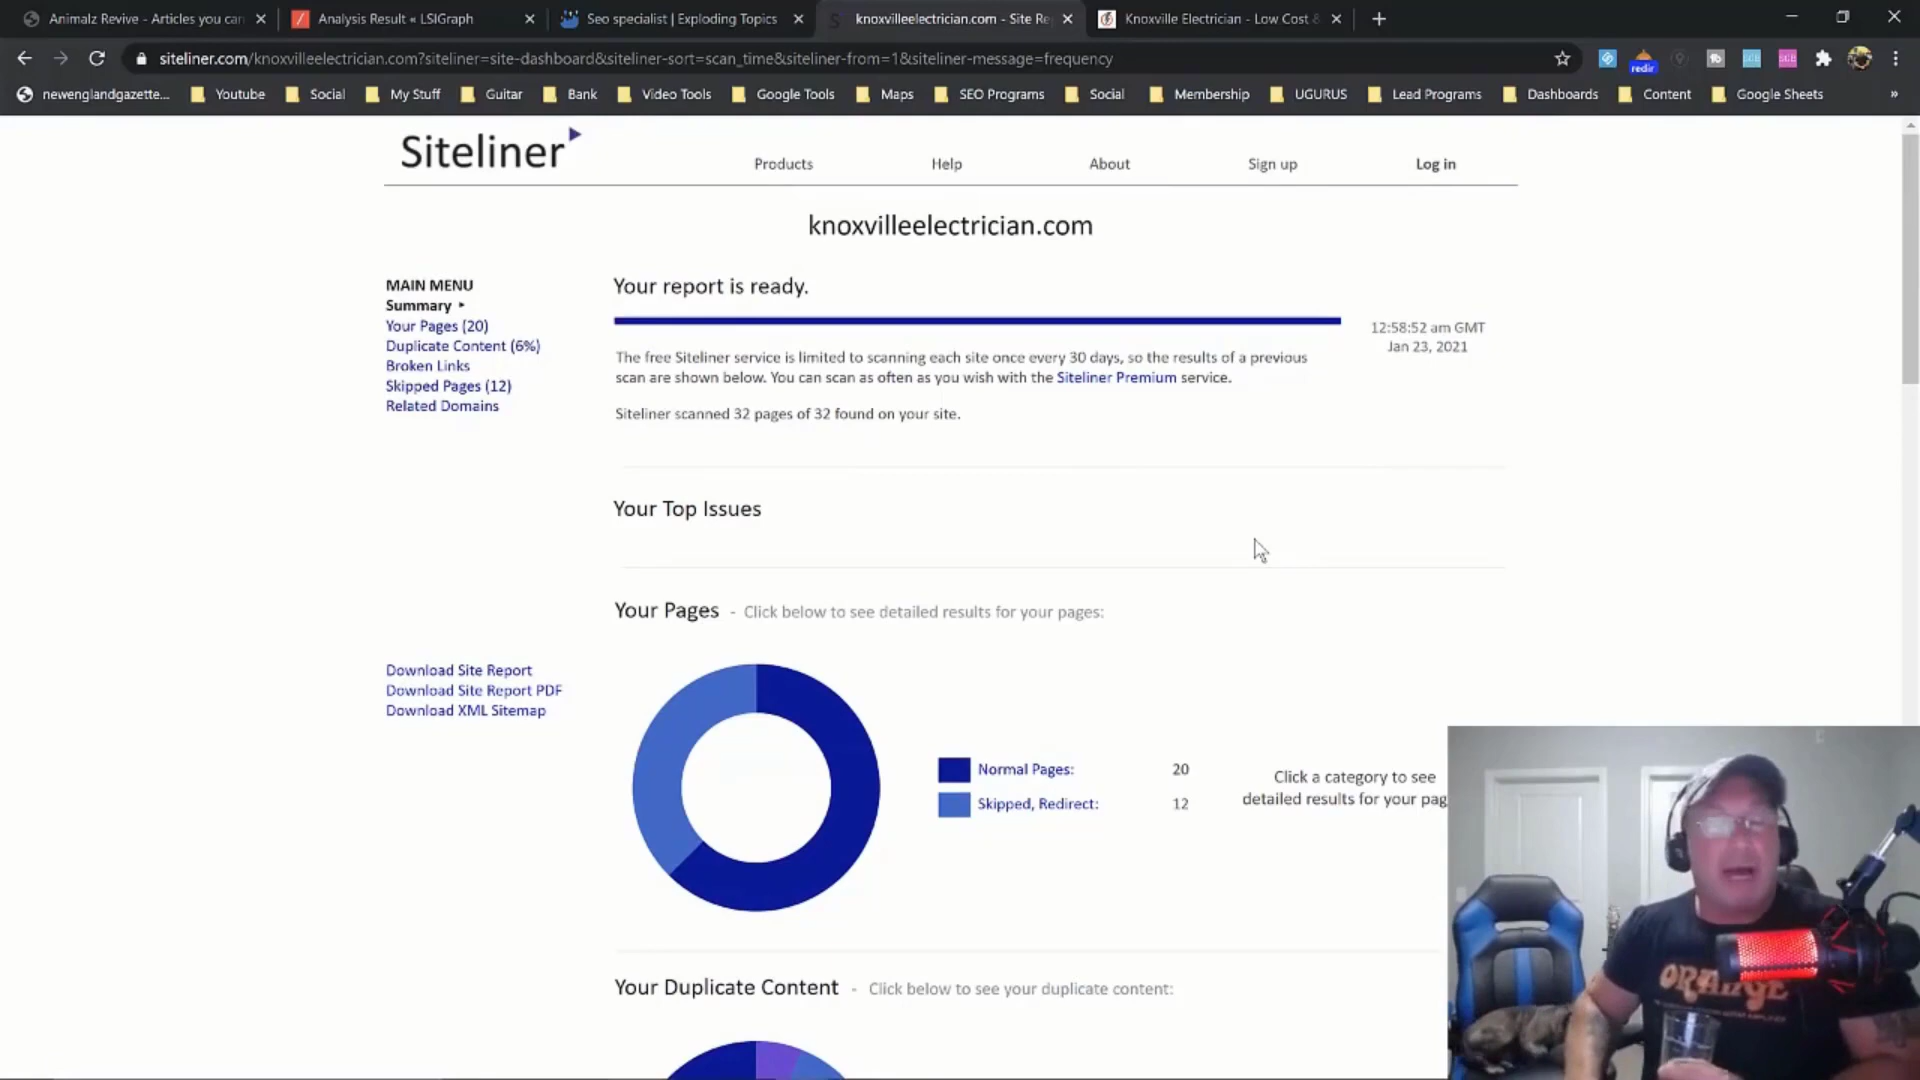 Animalz Revive - Articles you can
Analysis Result « LSIGraph
Seo specialist | Exploding Topics
knoxvilleelectrician.com - Site Re
Knoxville Electrician - Low Cost &
siteliner.com/knoxvilleelectrician.com?siteliner=site-dashboard&siteliner-sort=scan_time&siteliner-from=1&siteliner-message=frequency
redir
newenglandgazette... Youtube Social My Stuff Guitar Bank Video Tools Google Tools Maps SEO Programs Social Membership UGURUS Lead Programs Dashboards Content Google Sheets »
Siteliner
Products Help About Sign up Log in
knoxvilleelectrician.com
MAIN MENU
Summary
Your Pages (20)
Duplicate Content (6%)
Broken Links
Skipped Pages (12)
Related Domains
Your report is ready.
12:58:52 am GMT
Jan 23, 2021
The free Siteliner service is limited to scanning each site once every 30 days, so the results of a previous
scan are shown below. You can scan as often as you wish with the Siteliner Premium service.
Siteliner scanned 32 pages of 32 found on your site.
Your Top Issues
Your Pages - Click below to see detailed results for your pages:
Download Site Report
Download Site Report PDF
Download XML Sitemap
Normal Pages: 20
Skipped, Redirect: 12
Click a category to see
detailed results for your pag
Your Duplicate Content - Click below to see your duplicate content:
ORANGE